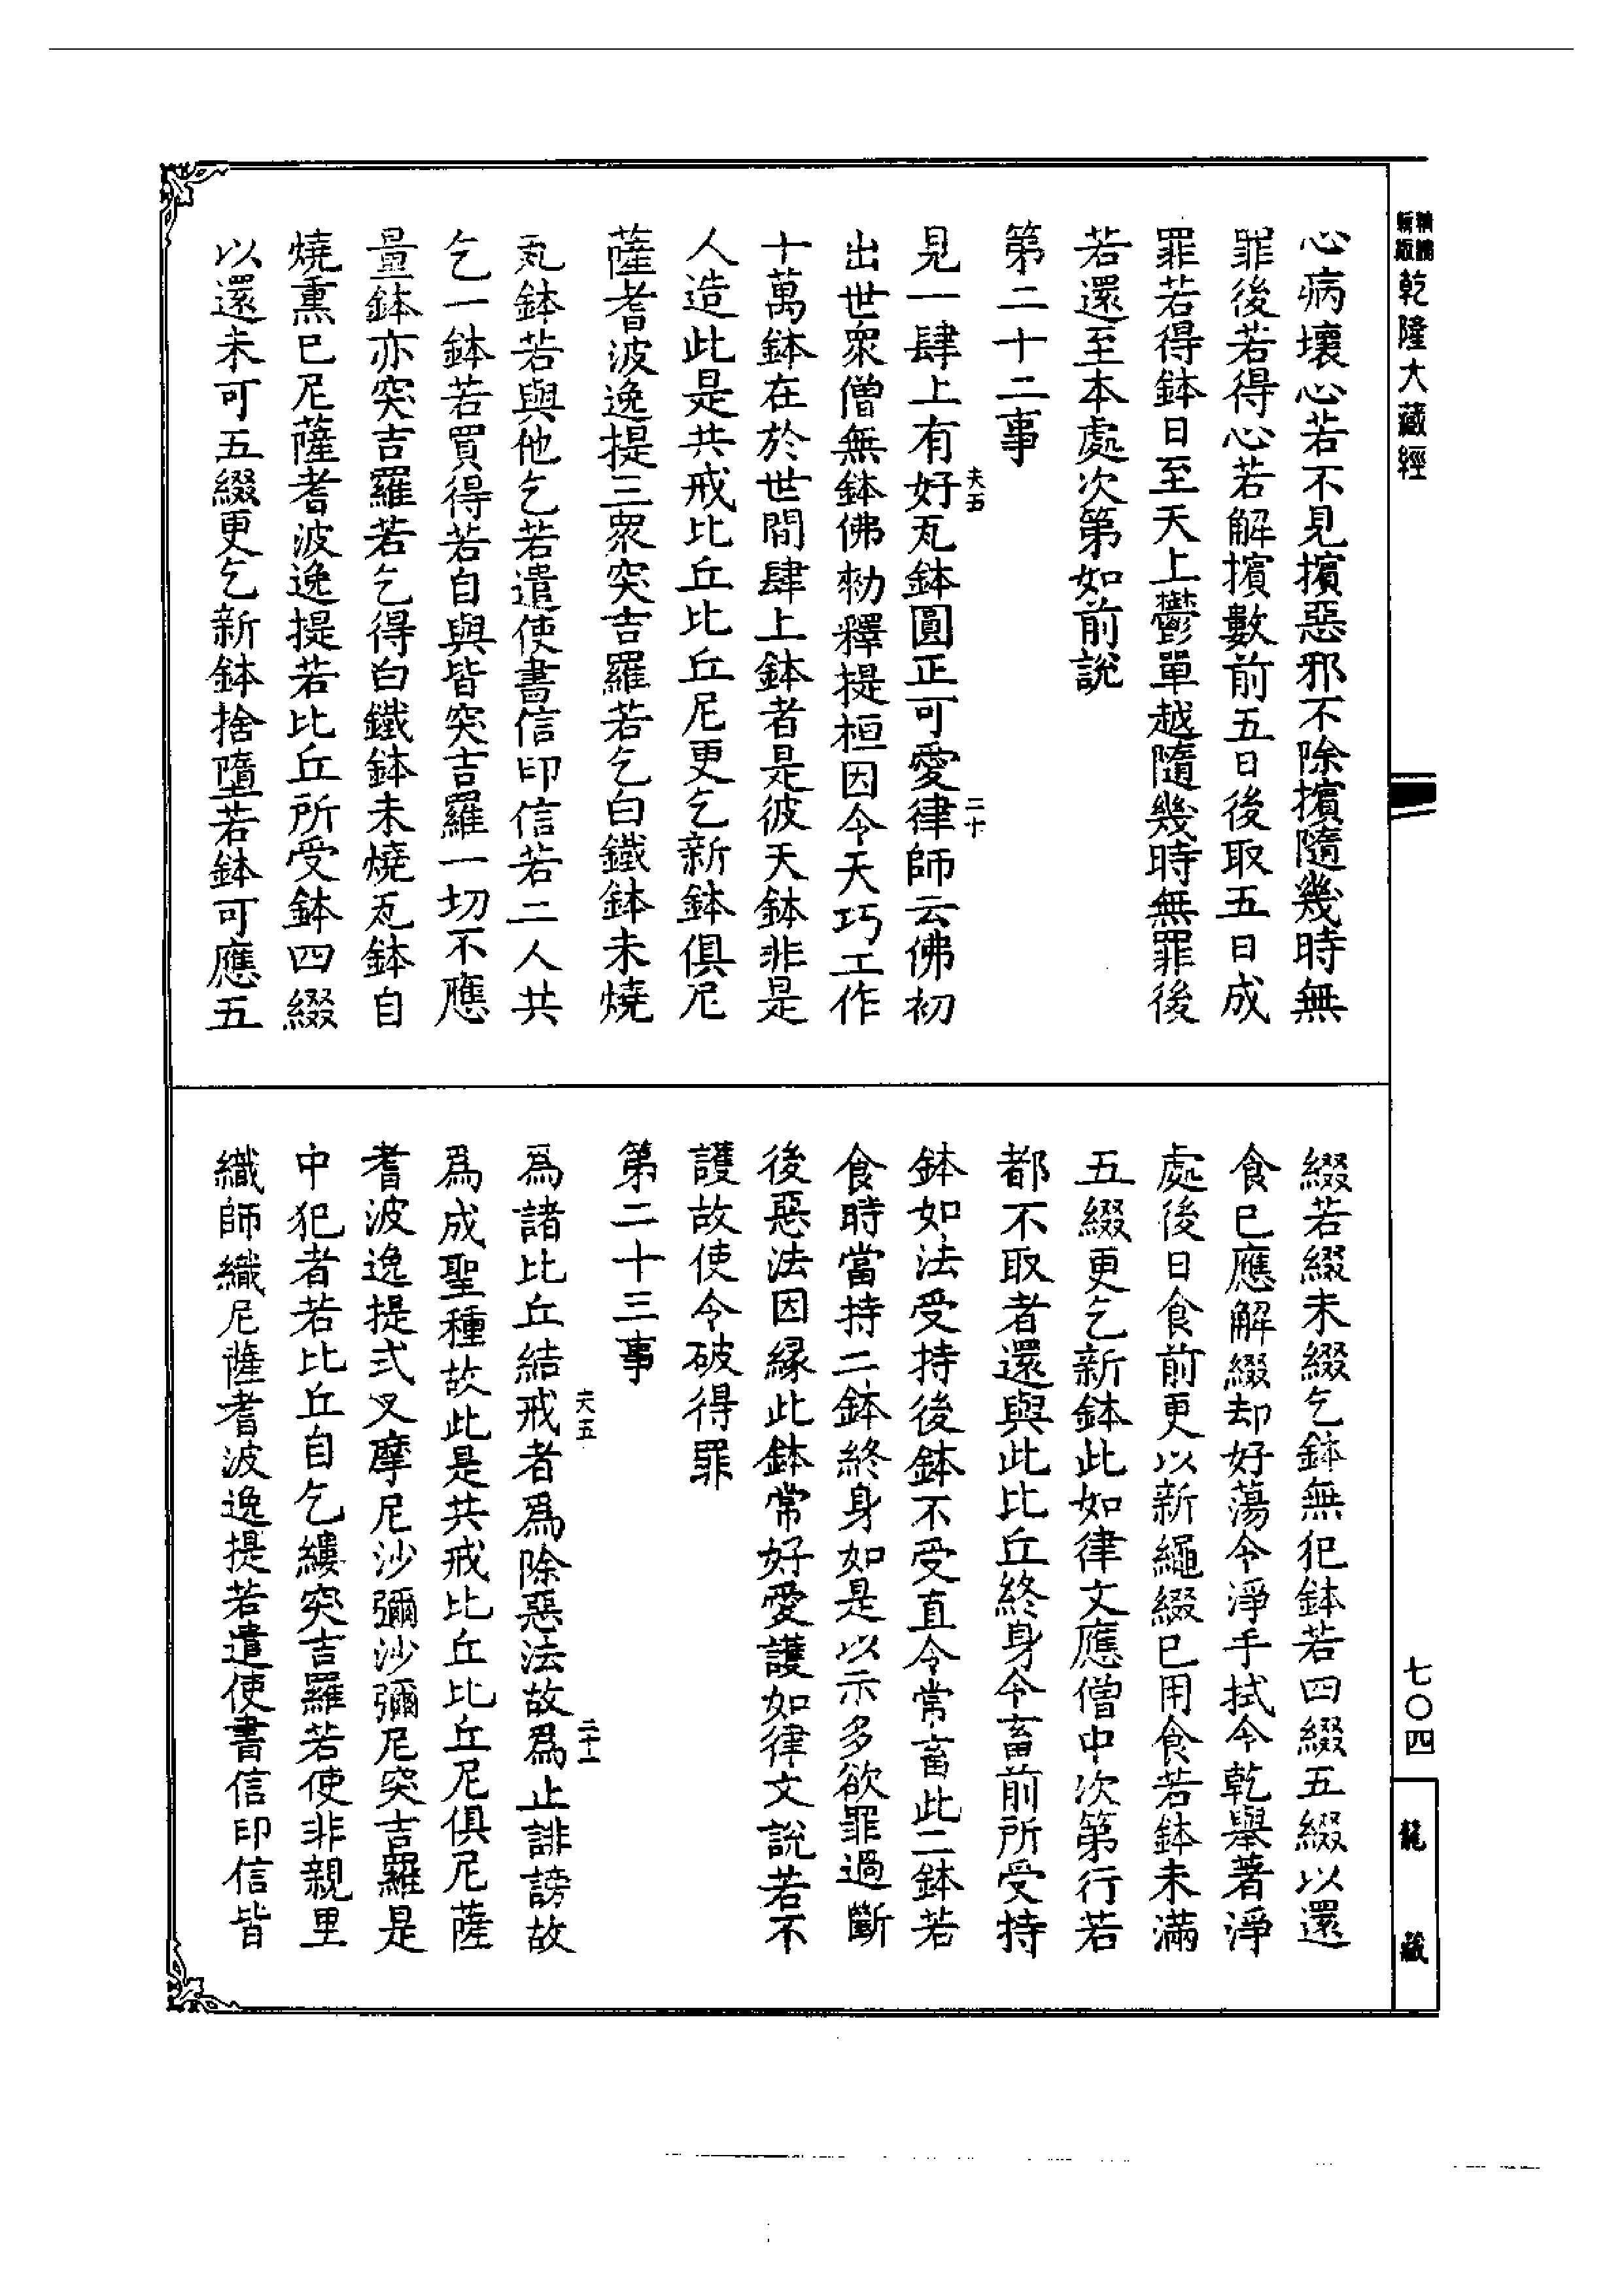 精繕新版乾隆大藏經
心病壞心若不見擯惡邪不除擯隨幾時無
罪後若得心若解擯數前五日後取五日成
罪若得鉢日至天上鬱單越隨幾時無罪後
若還至本處次第如前說
第二十二事
見一肆上有好瓦鉢圓正可愛律師云佛初
夫五
二十
出世衆僧無鉢佛勅釋提桓因令天巧工作
十萬鉢在於世間肆上鉢者是彼天鉢非是
人造此是共戒比丘比丘尼更乞新鉢俱尼
薩耆波逸提三衆突吉羅若乞白鐵鉢未燒
瓦鉢若與他乞若遣使書信印信若二人共
乞一鉢若買得若自與皆突吉羅一切不應
量鉢亦突吉羅若乞得白鐵鉢未燒瓦鉢自
燒熏已尼薩耆波逸提若比丘所受鉢四綴
以還未可五綴更乞新鉢捨墮若鉢可應五
綴若綴未綴乞鉢無犯鉢若四綴五綴以還
食已應解綴却好蕩令淨手拭令乾舉著淨
處後日食前更以新繩綴已用食若鉢未滿
五綴更乞新鉢此如律文應僧中次第行若
都不取者還與此比丘終身令畜前所受持
鉢如法受持後鉢不受直令常畜此二鉢若
食時當持二鉢終身如是以示多欲罪過斷
後惡法因緣此鉢常好愛護如律文說若不
護故使令破得罪
第二十三事
為諸比丘結戒者為除惡法故為止誹謗故
夫五
二十一
為成聖種故此是共戒比丘比丘尼俱尼薩
耆波逸提式叉摩尼沙彌沙彌尼突吉羅是
中犯者若比丘自乞縷突吉羅若使非親里
織師織尼薩耆波逸提若遣使書信印信皆
七〇四
龍藏